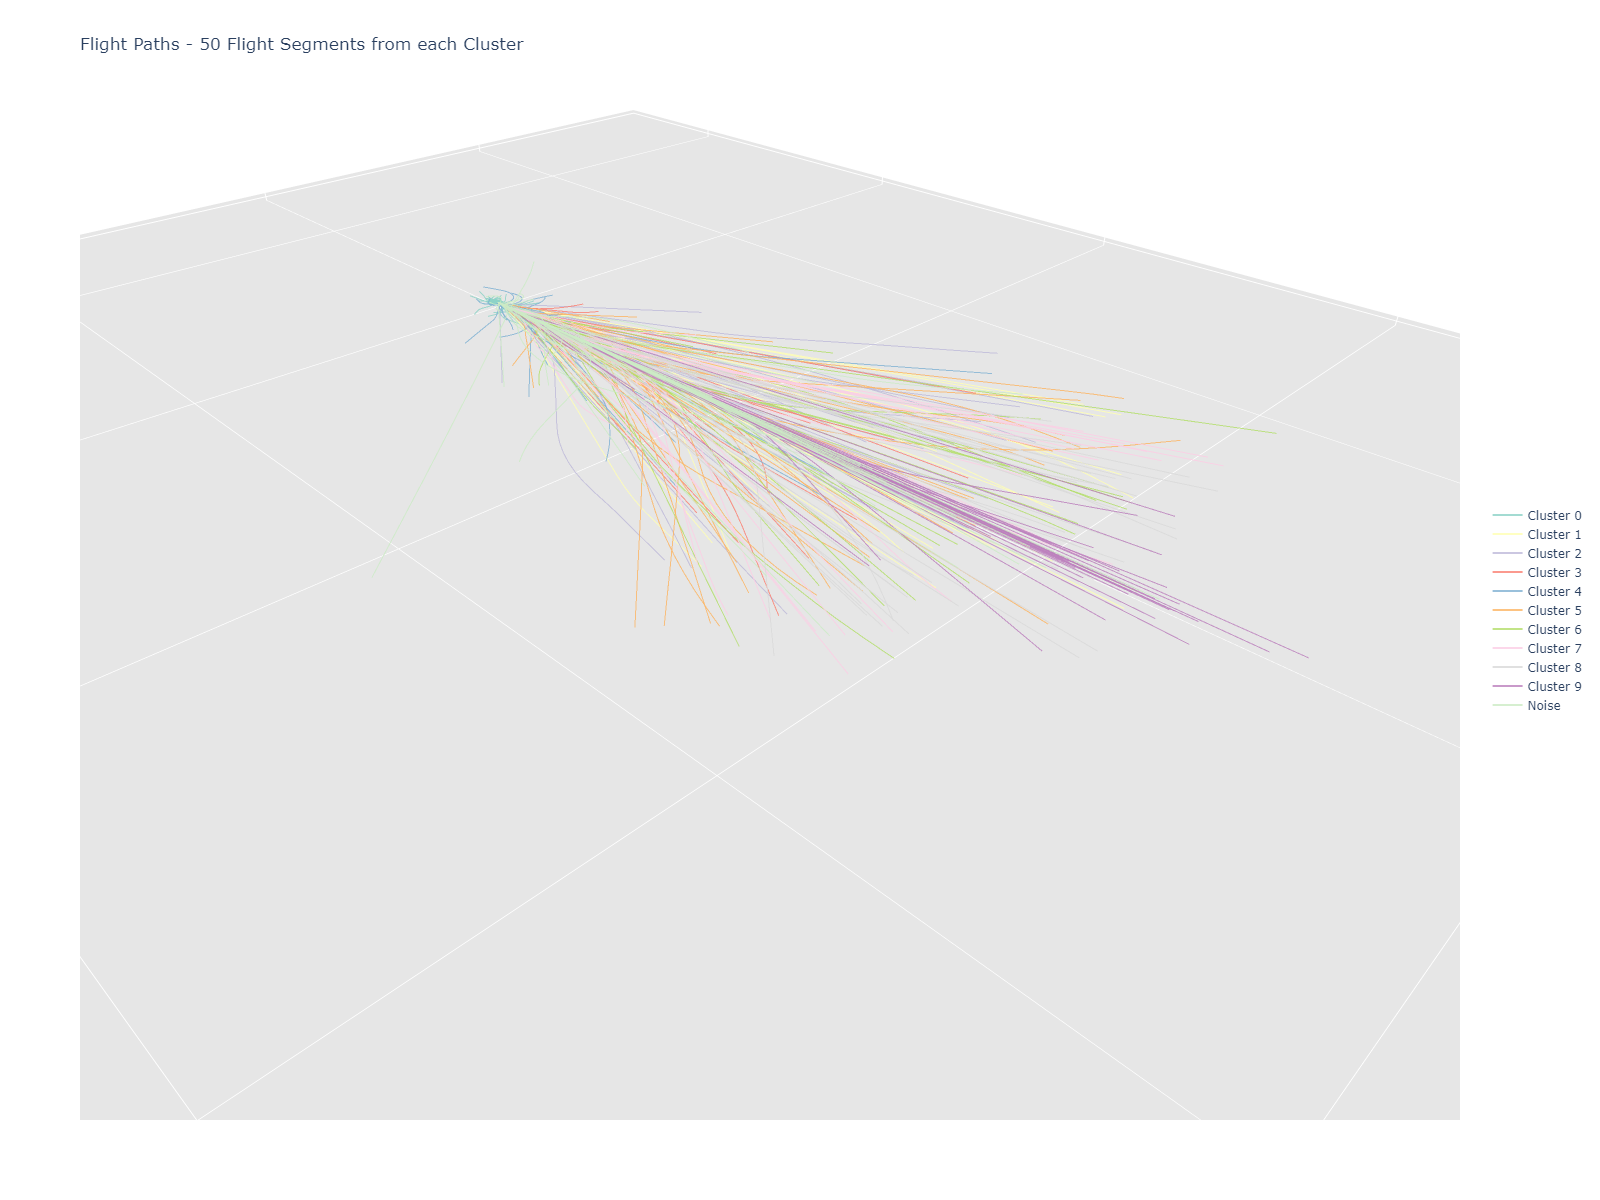 Flight Paths - 50 Flight Segments from each Cluster
Cluster 0
Cluster 1
Cluster 2
Cluster 3
Cluster 4
Cluster 5
Cluster 6
Cluster 7
Cluster 8
Cluster 9
Noise